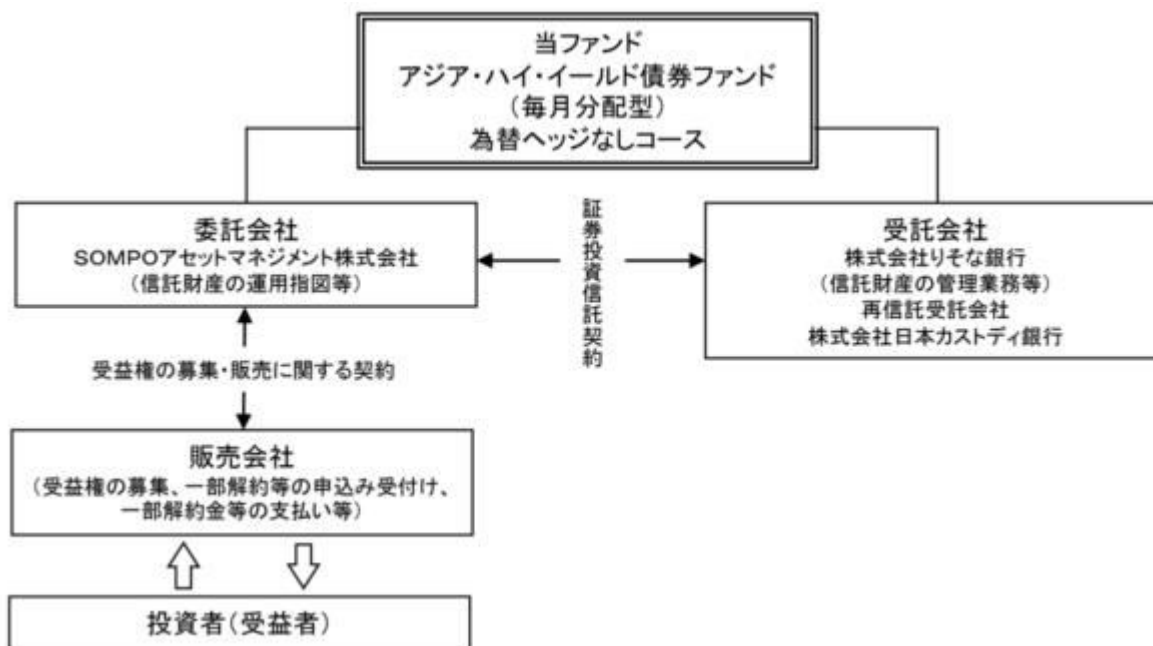 当ファンド
アジア・ハイ・イールド債券ファンド
（毎月分配型）
為替ヘッジなしコース
委託会社
SOMPOアセットマネジメント株式会社
（信託財産の運用指図等）
証券投資信託契約
受託会社
株式会社りそな銀行
（信託財産の管理業務等）
再信託受託会社
株式会社日本カストディ銀行
受益権の募集・販売に関する契約
販売会社
（受益権の募集、一部解約等の申込み受付け、
一部解約金等の支払い等）
投資者（受益者）